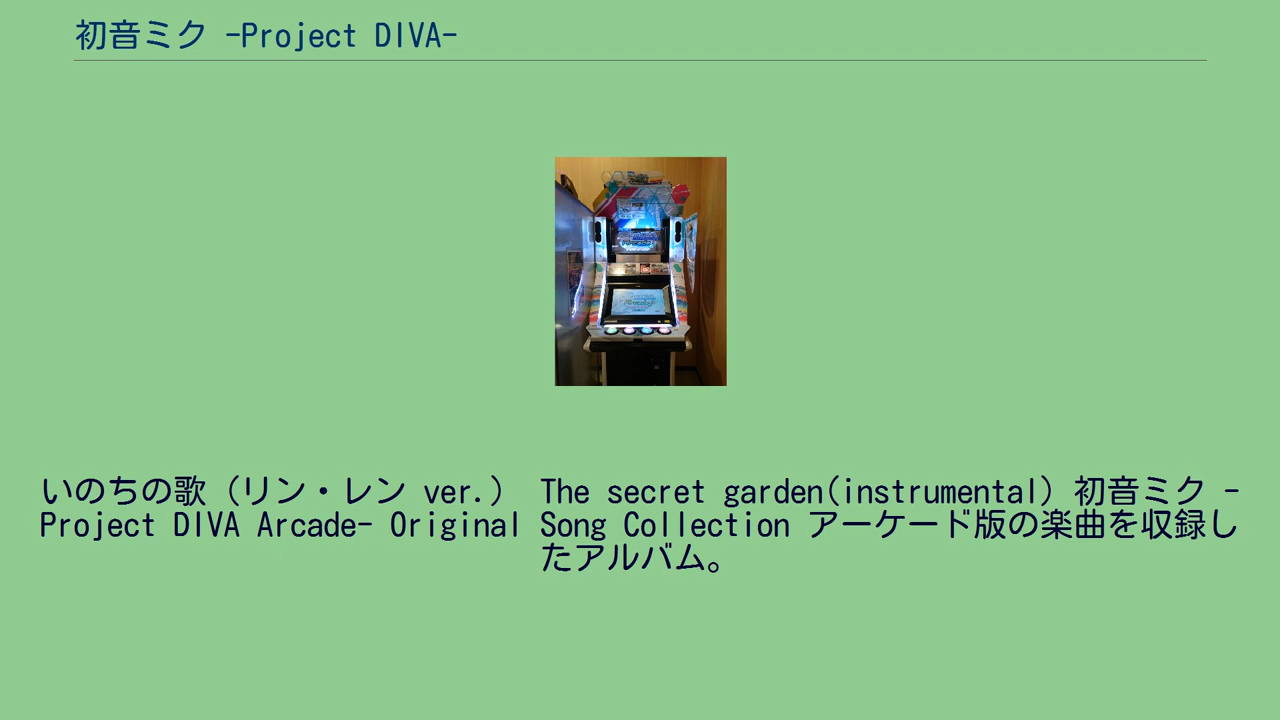 初音ミク -Project DIVA-
いのちの歌（リン・レン ver.） The secret garden(instrumental) 初音ミク -
Project DIVA Arcade- Original Song Collection アーケード版の楽曲を収録し
たアルバム。